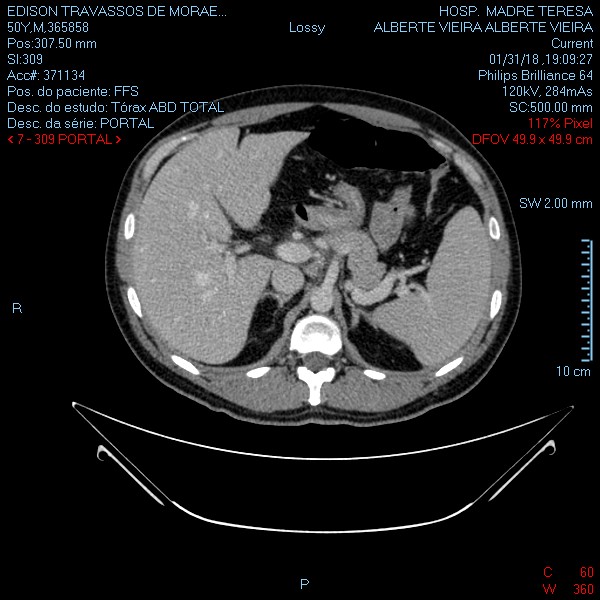 EDISON TRAVASSOS DE MORAE...
50Y,M,365858
Pos:307.50 mm
SI:309
Acc#: 371134
Pos. do paciente: FFS
Desc. do estudo: Tórax ABD TOTAL
Desc. da série: PORTAL
< 7 - 309 PORTAL >
Lossy
HOSP. MADRE TERESA
ALBERTE VIEIRA ALBERTE VIEIRA
Current
01/31/18 ,19:09:27
Philips Brilliance 64
120kV, 284mAs
SC:500.00 mm
117% Pixel
DFOV 49.9 x 49.9 cm
SW 2.00 mm
R
10 cm
P
C 60
W 360